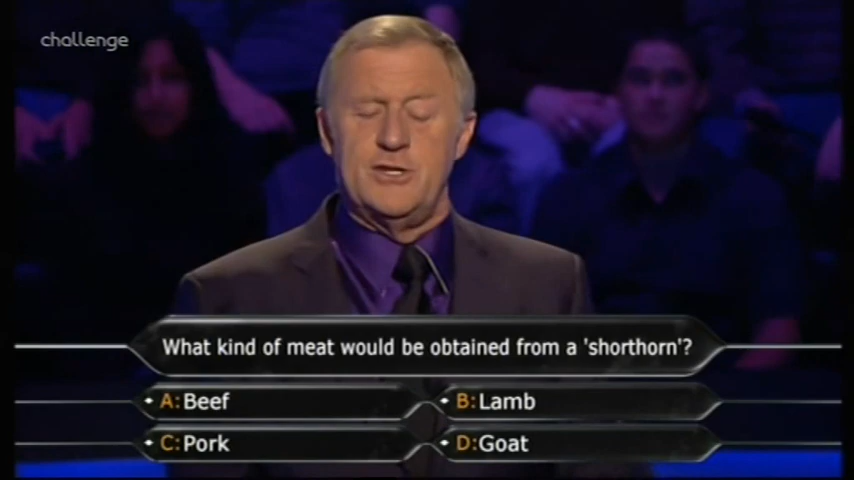 challenge
What kind of meat would be obtained from a 'shorthorn'?
A: Beef
B: Lamb
C: Pork
D: Goat